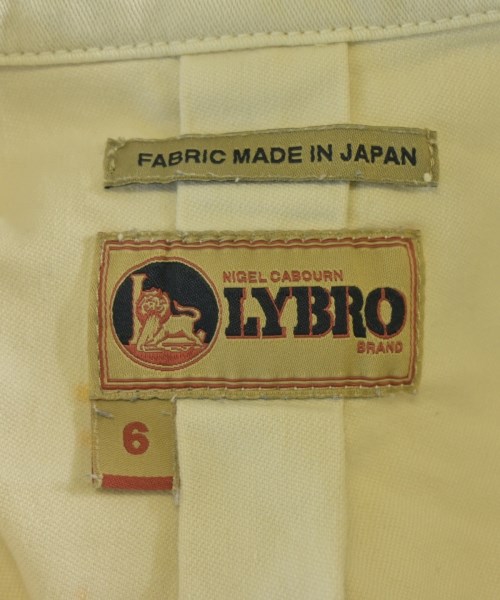 FABRIC MADE IN JAPAN
NIGEL CABOURN
LYBRO
BRAND
6